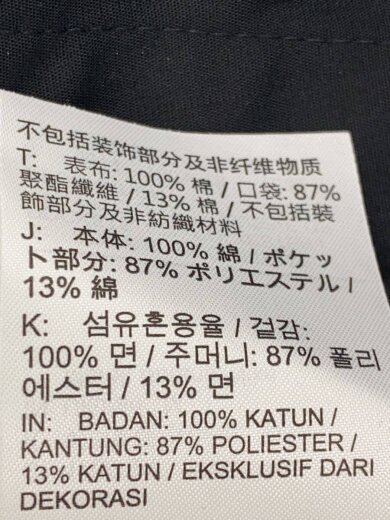 不包括装饰部分及非纤维物质
T: 表布: 100% 棉 / 口袋: 87%
聚酯纖維 / 13% 棉 / 不包括裝
飾部分及非紡織材料
J: 本体: 100% 綿 / ポケッ
ト部分: 87% ポリエステル /
13% 綿
K: 섬유혼용율 / 겉감:
100% 면 / 주머니: 87% 폴리
에스터 / 13% 면
IN: BADAN: 100% KATUN /
KANTUNG: 87% POLIESTER /
13% KATUN / EKSKLUSIF DARI
DEKORASI